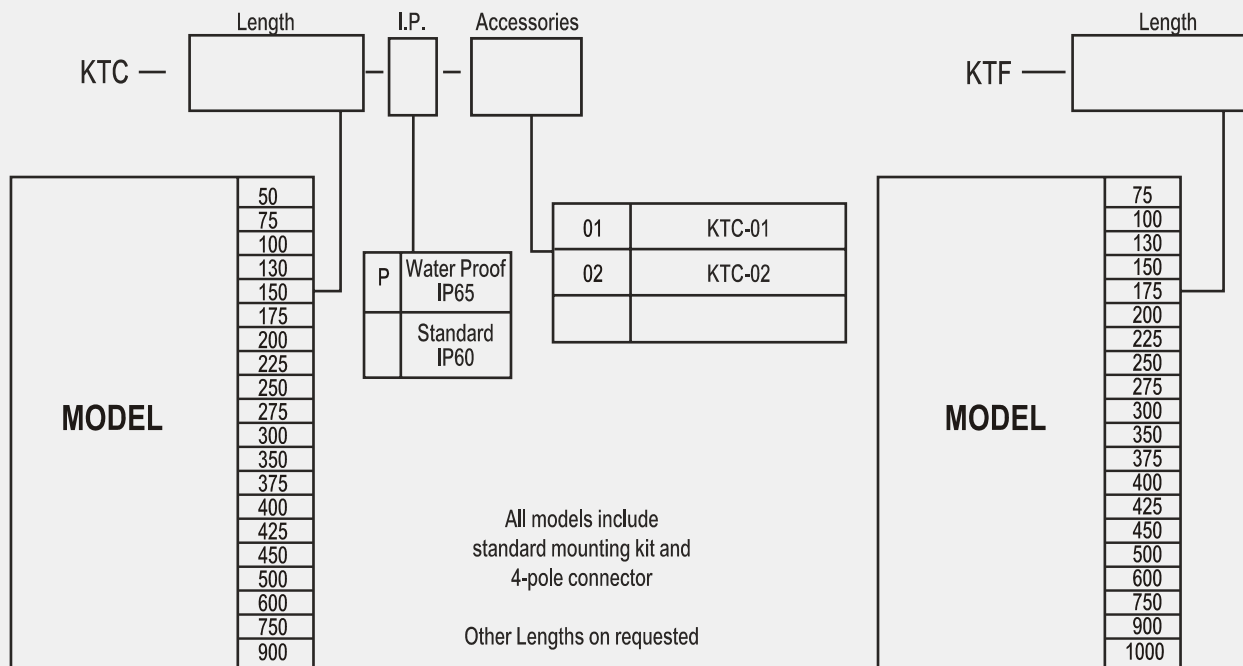 Length
I.P.
Accessories
KTC —
—
—
50
75
100
130
150
175
200
225
250
275
300
350
375
400
425
450
500
600
750
900
MODEL
P
Water Proof
IP65
Standard
IP60
01
KTC-01
02
KTC-02
All models include
standard mounting kit and
4-pole connector
Other Lengths on requested
Length
KTF —
75
100
130
150
175
200
225
250
275
300
350
375
400
425
450
500
600
750
900
1000
MODEL